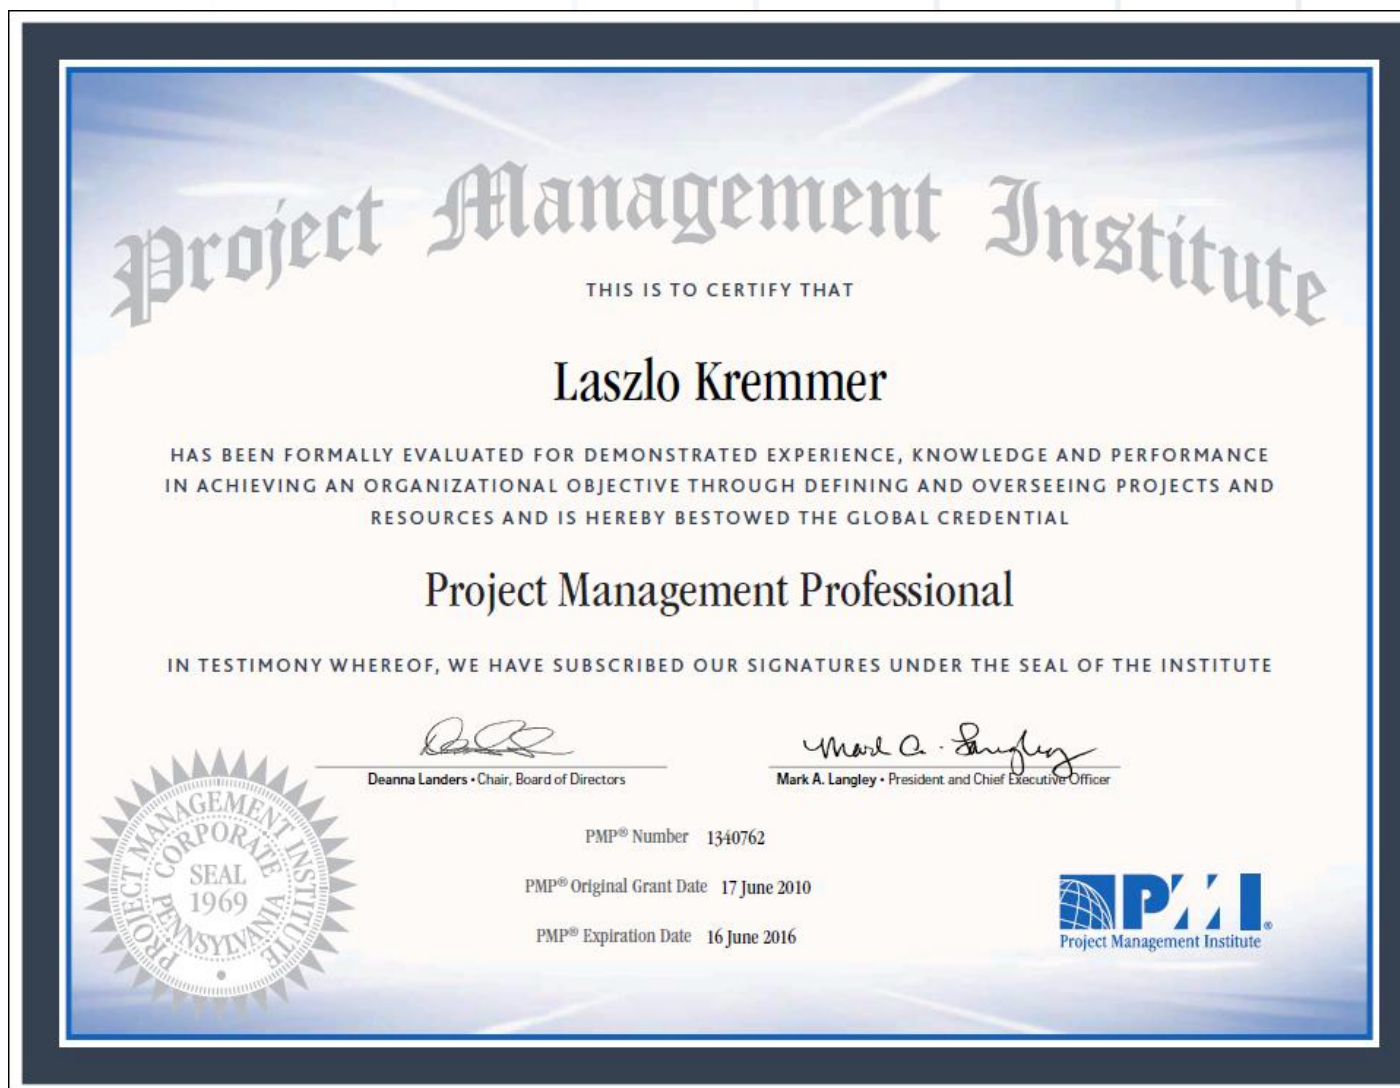 Project Management Institute
THIS IS TO CERTIFY THAT
Laszlo Kremmer
HAS BEEN FORMALLY EVALUATED FOR DEMONSTRATED EXPERIENCE, KNOWLEDGE AND PERFORMANCE
IN ACHIEVING AN ORGANIZATIONAL OBJECTIVE THROUGH DEFINING AND OVERSEEING PROJECTS AND
RESOURCES AND IS HEREBY BESTOWED THE GLOBAL CREDENTIAL
Project Management Professional
IN TESTIMONY WHEREOF, WE HAVE SUBSCRIBED OUR SIGNATURES UNDER THE SEAL OF THE INSTITUTE
Mark A. Langley
Deanna Landers • Chair, Board of Directors
Mark A. Langley • President and Chief Executive Officer
PROJECT MANAGEMENT INSTITUTE
CORPORATE
SEAL
1969
PENNSYLVANIA
PMP® Number 1340762
PMP® Original Grant Date 17 June 2010
PMP® Expiration Date 16 June 2016
PMI®
Project Management Institute